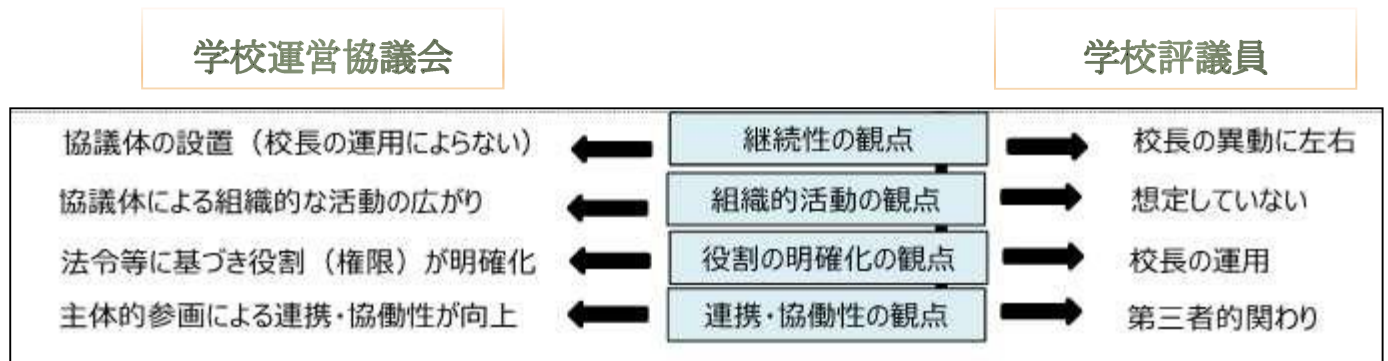 学校運営協議会 学校評議員
協議体の設置（校長の運用によらない） 継続性の観点 校長の異動に左右
協議体による組織的な活動の広がり 組織的活動の観点 想定していない
法令等に基づき役割（権限）が明確化 役割の明確化の観点 校長の運用
主体的参画による連携・協働性が向上 連携・協働性の観点 第三者的関わり